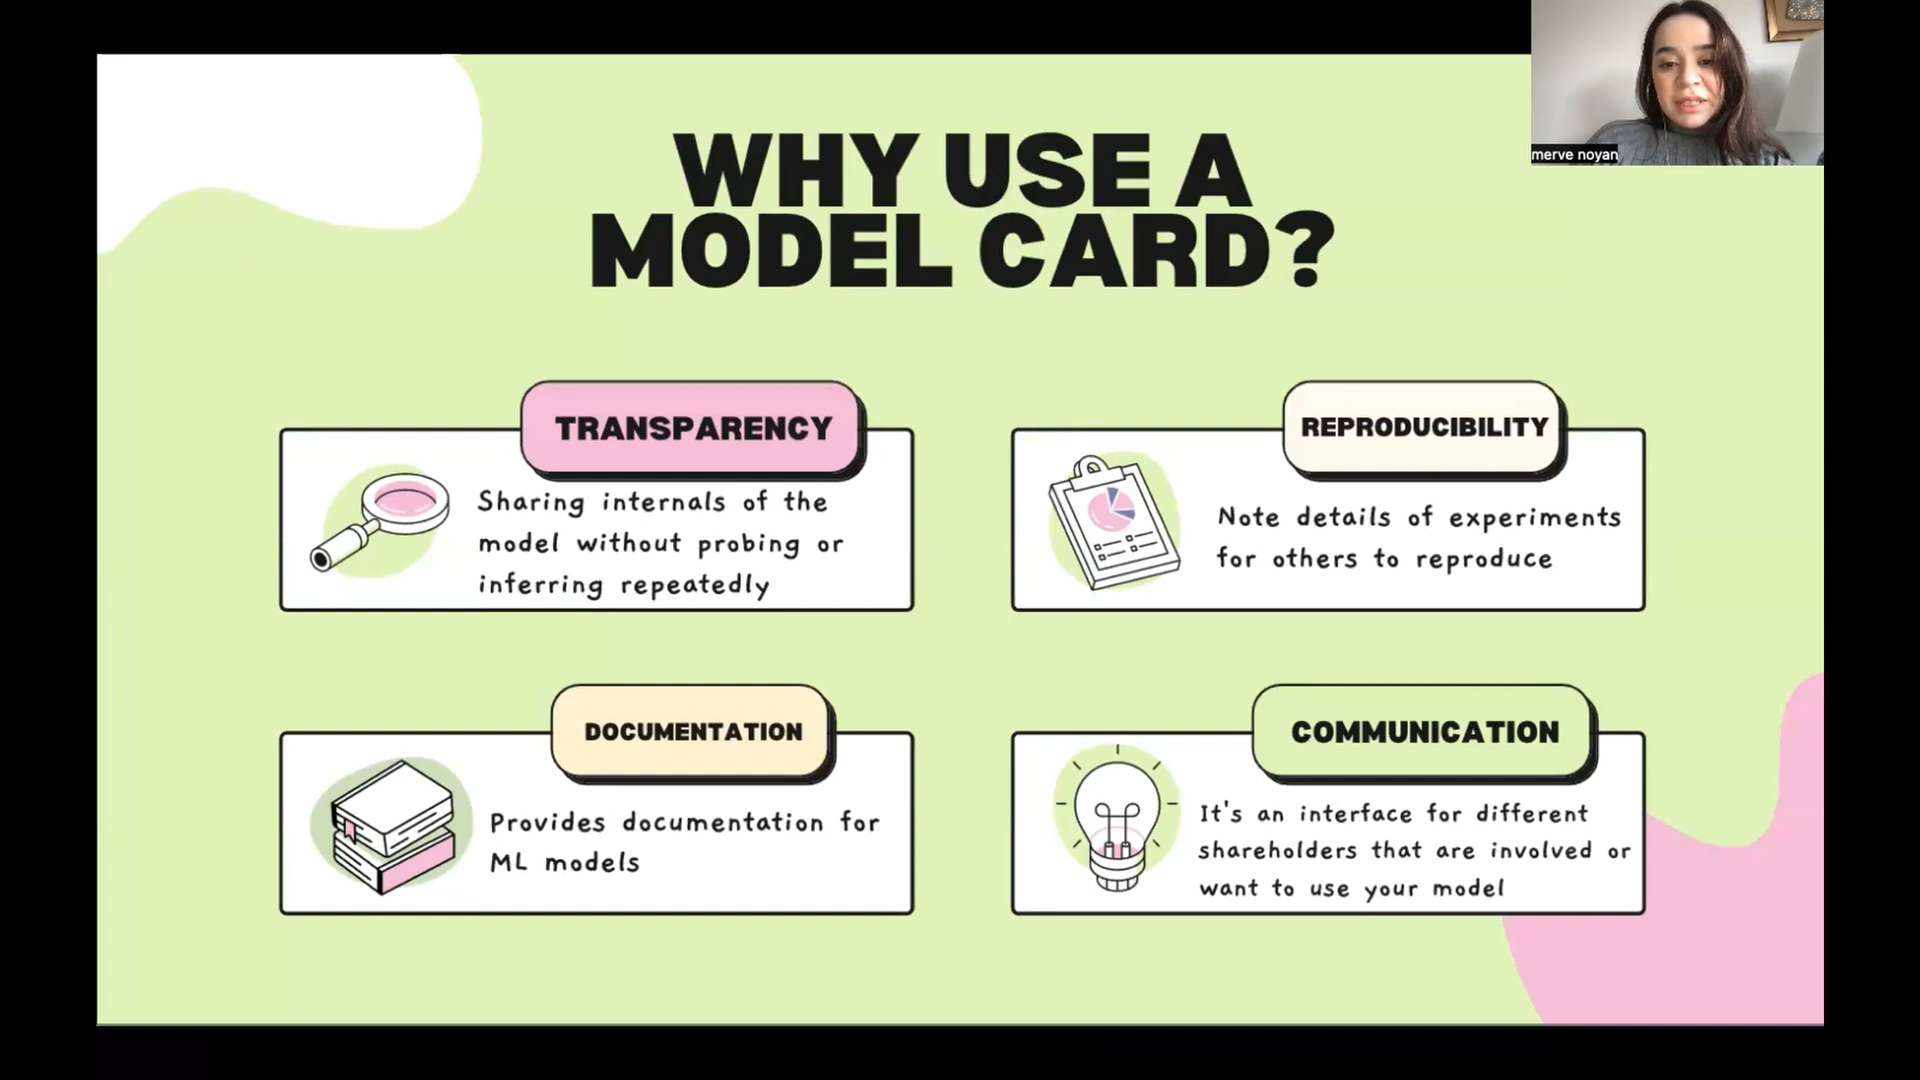 WHY USE A
MODEL CARD?
merve noyan
TRANSPARENCY
Sharing internals of the
model without probing or
inferring repeatedly
REPRODUCIBILITY
Note details of experiments
for others to reproduce
DOCUMENTATION
Provides documentation for
ML models
COMMUNICATION
It's an interface for different
shareholders that are involved or
want to use your model